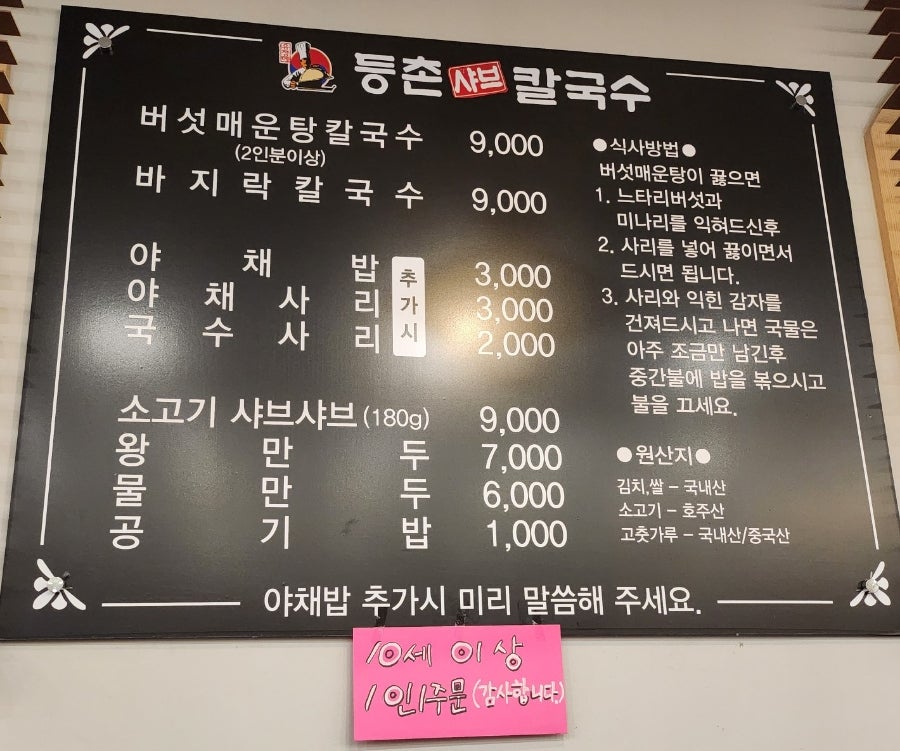 등촌 샤브 칼국수
버섯매운탕칼국수 9,000
(2인분이상)
바지락칼국수 9,000
야채밥 추가시 3,000
야채사리 3,000
국수사리 2,000
소고기 샤브샤브 (180g) 9,000
왕만두 7,000
물만두 6,000
공기밥 1,000
●식사방법●
버섯매운탕이 끓으면
1. 느타리버섯과
미나리를 익혀드신후
2. 사리를 넣어 끓이면서
드시면 됩니다.
3. 사리와 익힌 감자를
건져드시고 나면 국물은
아주 조금만 남긴후
중간불에 밥을 볶으시고
불을 끄세요.
●원산지●
김치,쌀 - 국내산
소고기 - 호주산
고춧가루 - 국내산/중국산
야채밥 추가시 미리 말씀해 주세요.
10세 이상
1인1주문 (감사합니다.)